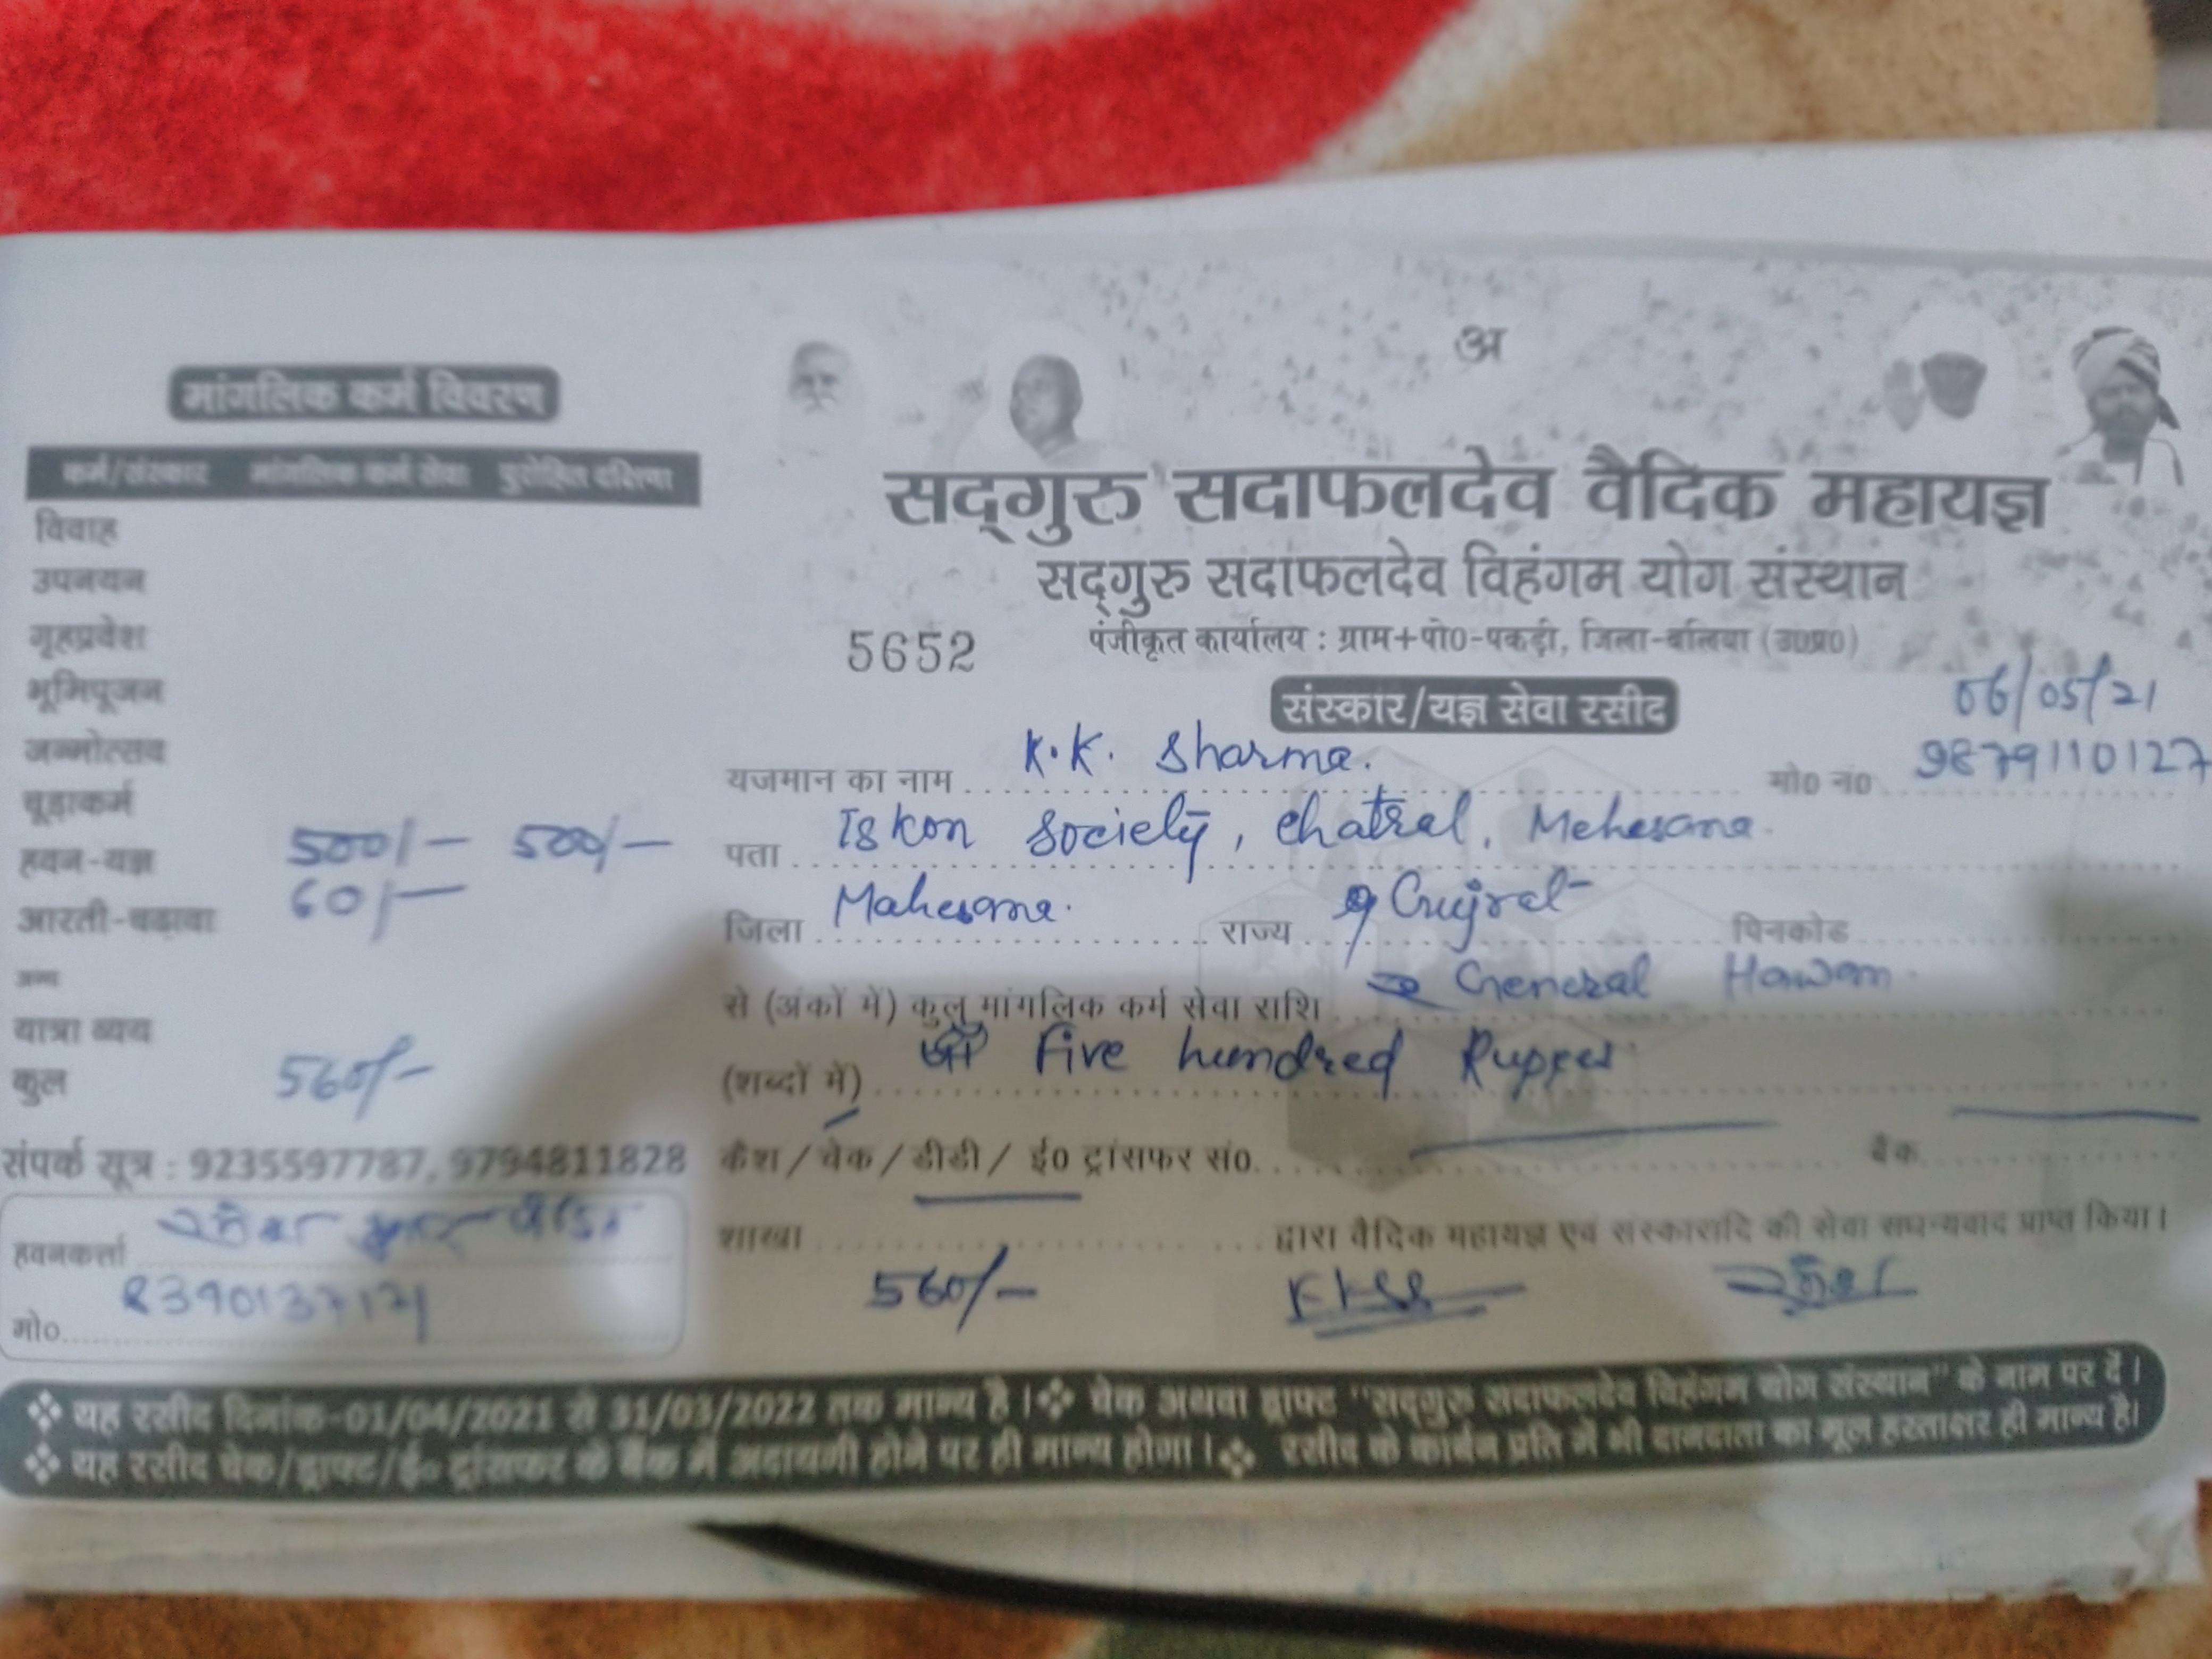 अ
सद्गुरु सदाफलदेव वैदिक महायज्ञ
सद्गुरु सदाफलदेव विहंगम योग संस्थान
5652 पंजीकृत कार्यालय : ग्राम+पो0-पकड़ी, जिला-बलिया (उ0प्र0)
संस्कार/यज्ञ सेवा रसीद
06/05/21
यजमान का नाम K.K. Sharma. मो0 नं0 9879110127
पता Iskon Society, Chatral, Mehesana.
जिला Mahesana. राज्य Gujrat पिनकोड
से (अंकों में) कुल मांगलिक कर्म सेवा राशि General Hawan.
(शब्दों में) Five hundred Rupees
कैश / चेक / डीडी / ई0 ट्रांसफर सं0. बैंक
शाखा द्वारा वैदिक महायज्ञ एवं संस्कारादि की सेवा सधन्यवाद प्राप्त किया।
560/-
मांगलिक कर्म विवरण
कर्म/संस्कार मांगलिक कर्म सेवा पुरोहित दक्षिणा
विवाह
उपनयन
गृहप्रवेश
भूमिपूजन
जन्मोत्सव
चूड़ाकर्म
हवन-यज्ञ 500/- 500/-
आरती-चढ़ावा 60/-
अन्य
यात्रा व्यय
कुल 560/-
संपर्क सूत्र : 9235597787, 9794811828
हवनकर्त्ता
मो0
❖ यह रसीद दिनांक-01/04/2021 से 31/03/2022 तक मान्य है। ❖ चेक अथवा ड्राफ्ट "सद्गुरु सदाफलदेव विहंगम योग संस्थान" के नाम पर दें।
❖ यह रसीद चेक/ड्राफ्ट/ई० ट्रांसफर के बैंक में अदायगी होने पर ही मान्य होगा। ❖ रसीद के कार्बन प्रति में भी दानदाता का मूल हस्ताक्षर ही मान्य है।